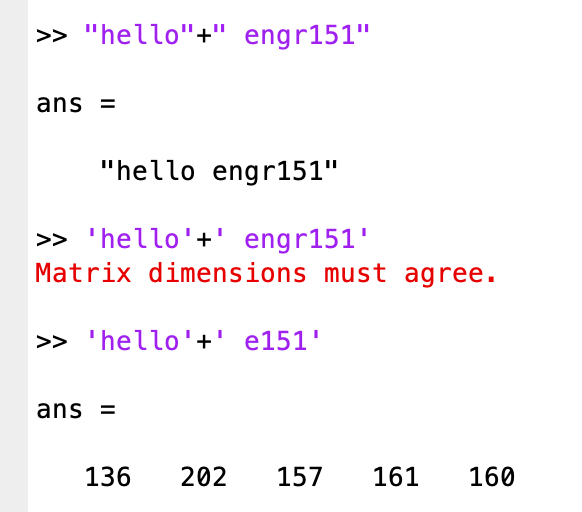 >> "hello"+" engr151"
ans =
"hello engr151"
>> 'hello'+' engr151'
Matrix dimensions must agree.
>> 'hello'+' e151'
ans =
136 202 157 161 160